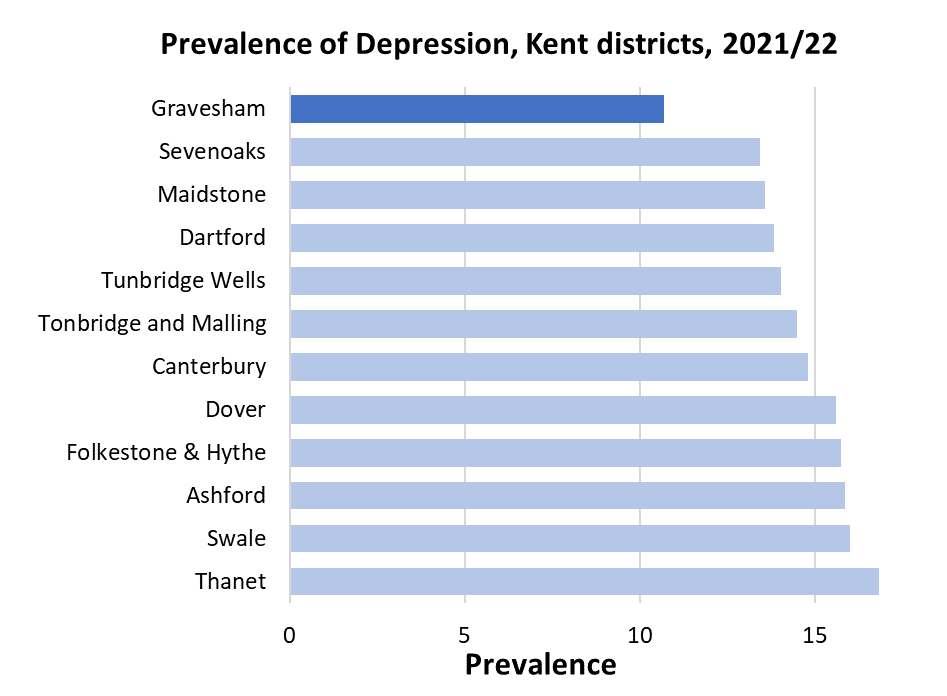 Prevalence of Depression, Kent districts, 2021/22
Gravesham
Sevenoaks
Maidstone
Dartford
Tunbridge Wells
Tonbridge and Malling
Canterbury
Dover
Folkestone & Hythe
Ashford
Swale
Thanet
0 5 10 15
Prevalence